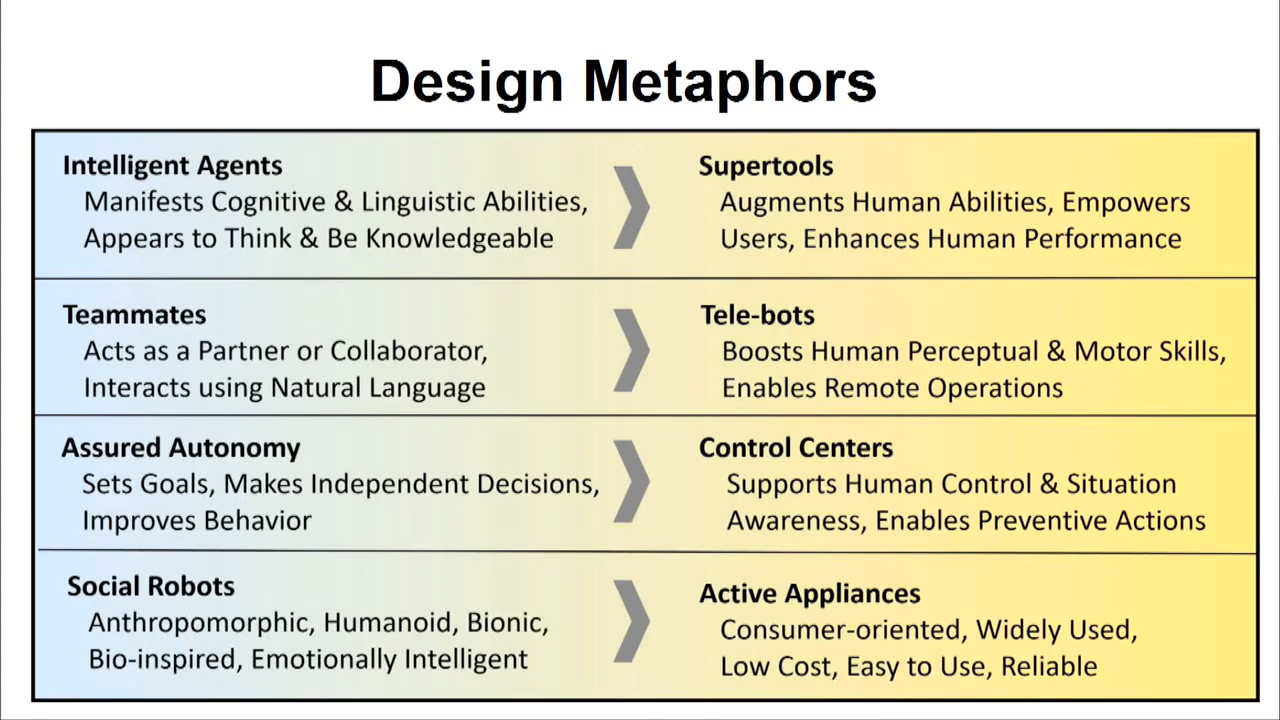 Design Metaphors
Intelligent Agents
Manifests Cognitive & Linguistic Abilities,
Appears to Think & Be Knowledgeable
Supertools
Augments Human Abilities, Empowers
Users, Enhances Human Performance
Teammates
Acts as a Partner or Collaborator,
Interacts using Natural Language
Tele-bots
Boosts Human Perceptual & Motor Skills,
Enables Remote Operations
Assured Autonomy
Sets Goals, Makes Independent Decisions,
Improves Behavior
Control Centers
Supports Human Control & Situation
Awareness, Enables Preventive Actions
Social Robots
Anthropomorphic, Humanoid, Bionic,
Bio-inspired, Emotionally Intelligent
Active Appliances
Consumer-oriented, Widely Used,
Low Cost, Easy to Use, Reliable